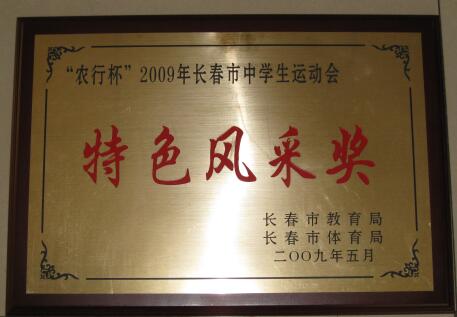 “农行杯”2009年长春市中学生运动会
特色风采奖
长春市教育局
长春市体育局
二〇〇九年五月